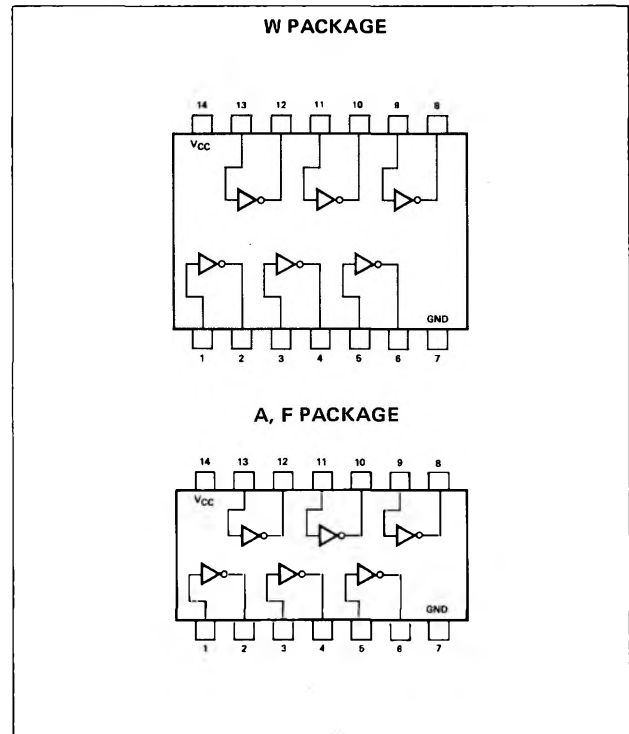 W PACKAGE
14 13 12 11 10 9 8
VCC
GND
1 2 3 4 5 6 7
A, F PACKAGE
14 13 12 11 10 9 8
VCC
GND
1 2 3 4 5 6 7